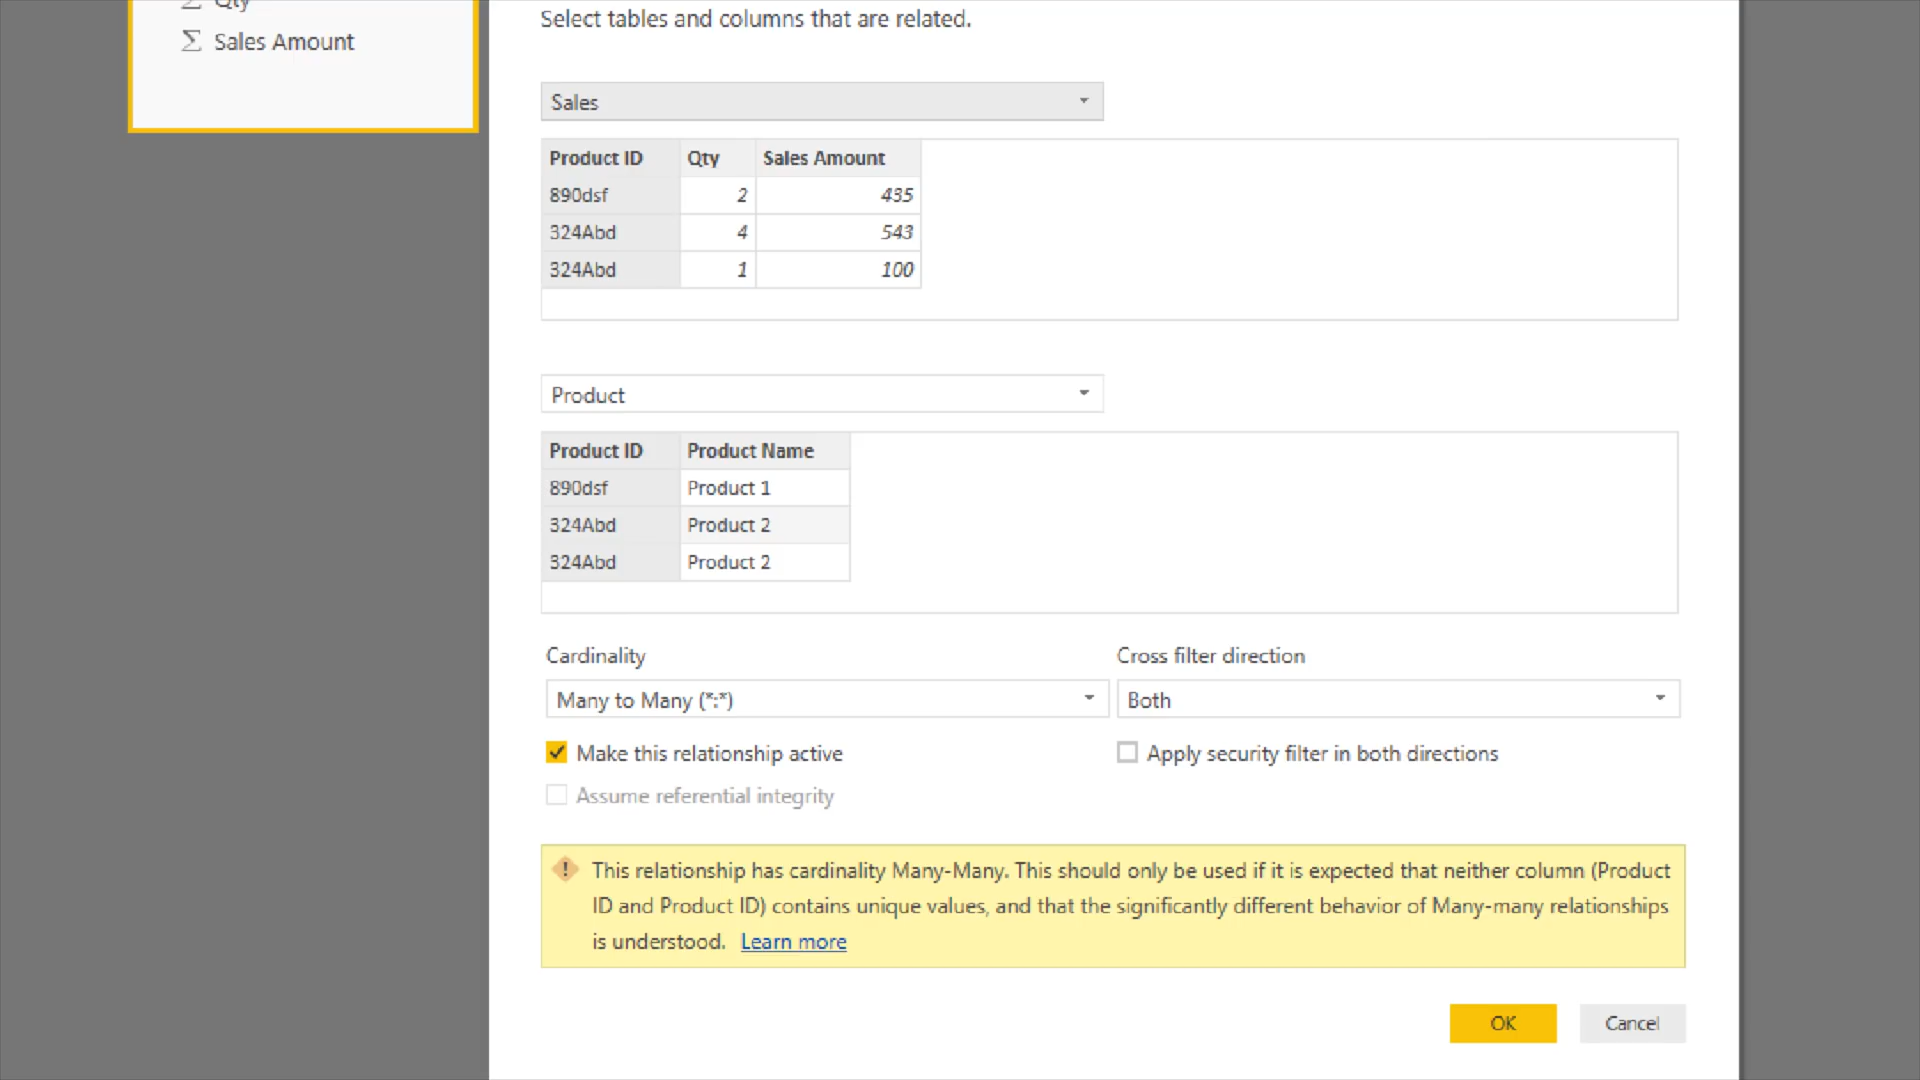 Qty
Σ Sales Amount
Select tables and columns that are related.
Sales
Product ID Qty Sales Amount
890dsf 2 435
324Abd 4 543
324Abd 1 100
Product
Product ID Product Name
890dsf Product 1
324Abd Product 2
324Abd Product 2
Cardinality Cross filter direction
Many to Many (*:*) Both
Make this relationship active Apply security filter in both directions
Assume referential integrity
This relationship has cardinality Many-Many. This should only be used if it is expected that neither column (Product
ID and Product ID) contains unique values, and that the significantly different behavior of Many-many relationships
is understood. Learn more
OK Cancel